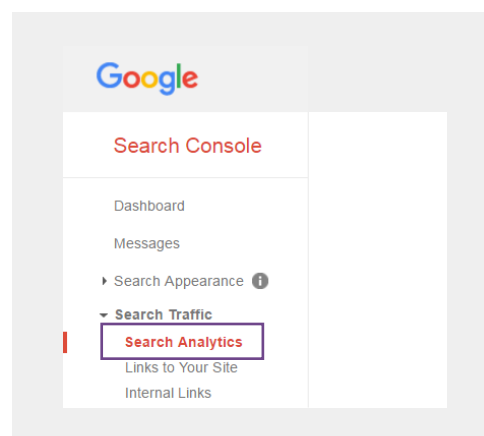 Google
Search Console
Dashboard
Messages
Search Appearance i
Search Traffic
Search Analytics
Links to Your Site
Internal Links